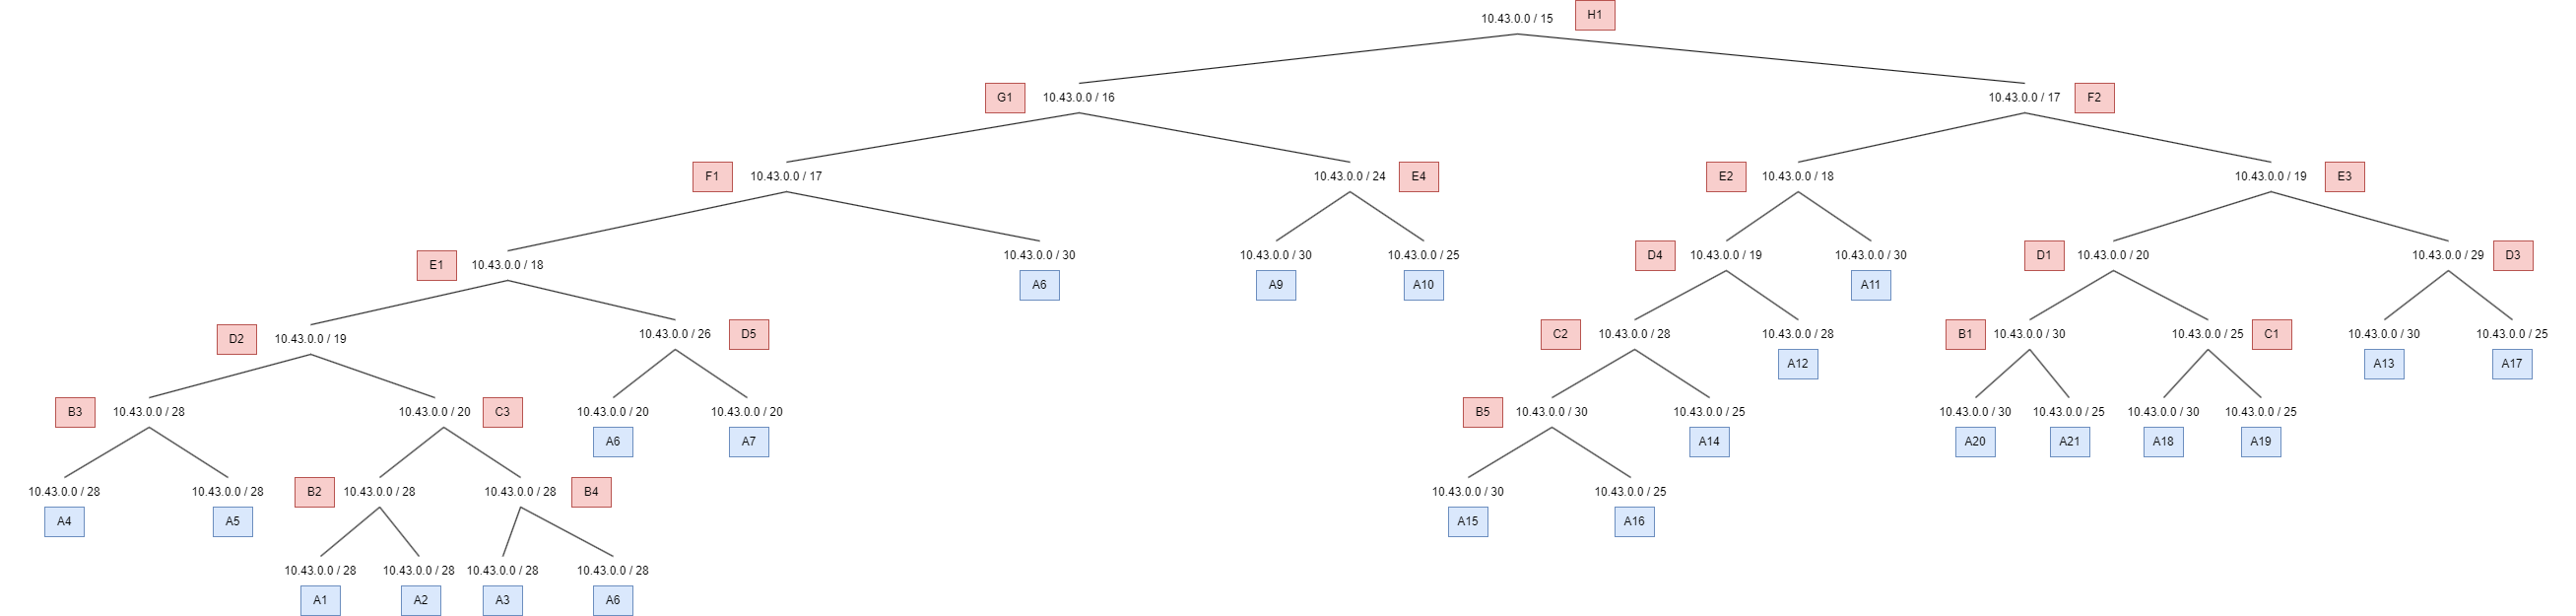 10.43.0.0 / 15
H1
G1
10.43.0.0 / 16
10.43.0.0 / 17
F2
F1
10.43.0.0 / 17
10.43.0.0 / 24
E4
E2
10.43.0.0 / 18
10.43.0.0 / 19
E3
E1
10.43.0.0 / 18
10.43.0.0 / 30
A6
10.43.0.0 / 30
A9
10.43.0.0 / 25
A10
D4
10.43.0.0 / 19
10.43.0.0 / 30
A11
D1
10.43.0.0 / 20
10.43.0.0 / 29
D3
D2
10.43.0.0 / 19
10.43.0.0 / 26
D5
C2
10.43.0.0 / 28
10.43.0.0 / 28
A12
B1
10.43.0.0 / 30
10.43.0.0 / 25
C1
10.43.0.0 / 30
A13
10.43.0.0 / 25
A17
B3
10.43.0.0 / 28
10.43.0.0 / 20
C3
10.43.0.0 / 20
A6
10.43.0.0 / 20
A7
B5
10.43.0.0 / 30
10.43.0.0 / 25
A14
10.43.0.0 / 30
A20
10.43.0.0 / 25
A21
10.43.0.0 / 30
A18
10.43.0.0 / 25
A19
10.43.0.0 / 28
A4
10.43.0.0 / 28
A5
B2
10.43.0.0 / 28
10.43.0.0 / 28
B4
10.43.0.0 / 30
A15
10.43.0.0 / 25
A16
10.43.0.0 / 28
A1
10.43.0.0 / 28
A2
10.43.0.0 / 28
A3
10.43.0.0 / 28
A6